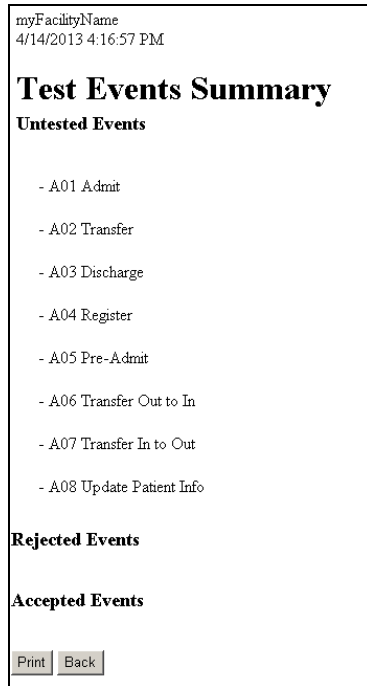 myFacilityName
4/14/2013 4:16:57 PM
Test Events Summary
Untested Events
- A01 Admit
- A02 Transfer
- A03 Discharge
- A04 Register
- A05 Pre-Admit
- A06 Transfer Out to In
- A07 Transfer In to Out
- A08 Update Patient Info
Rejected Events
Accepted Events
Print Back